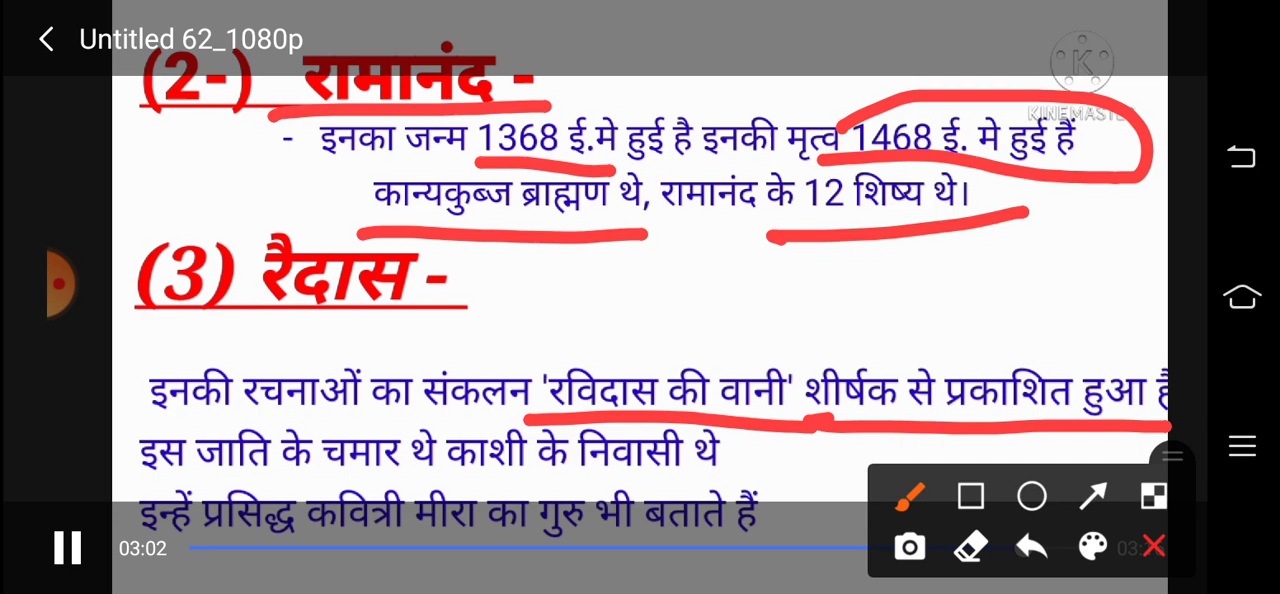 Untitled 62_1080p
(2-) रामानंद -
KINEMASTER
- इनका जन्म 1368 ई.मे हुई है इनकी मृत्व 1468 ई. मे हुई हैं
कान्यकुब्ज ब्राह्मण थे, रामानंद के 12 शिष्य थे।
(3) रैदास -
इनकी रचनाओं का संकलन 'रविदास की वानी' शीर्षक से प्रकाशित हुआ है
इस जाति के चमार थे काशी के निवासी थे
इन्हें प्रसिद्ध कवित्री मीरा का गुरु भी बताते हैं
03:02